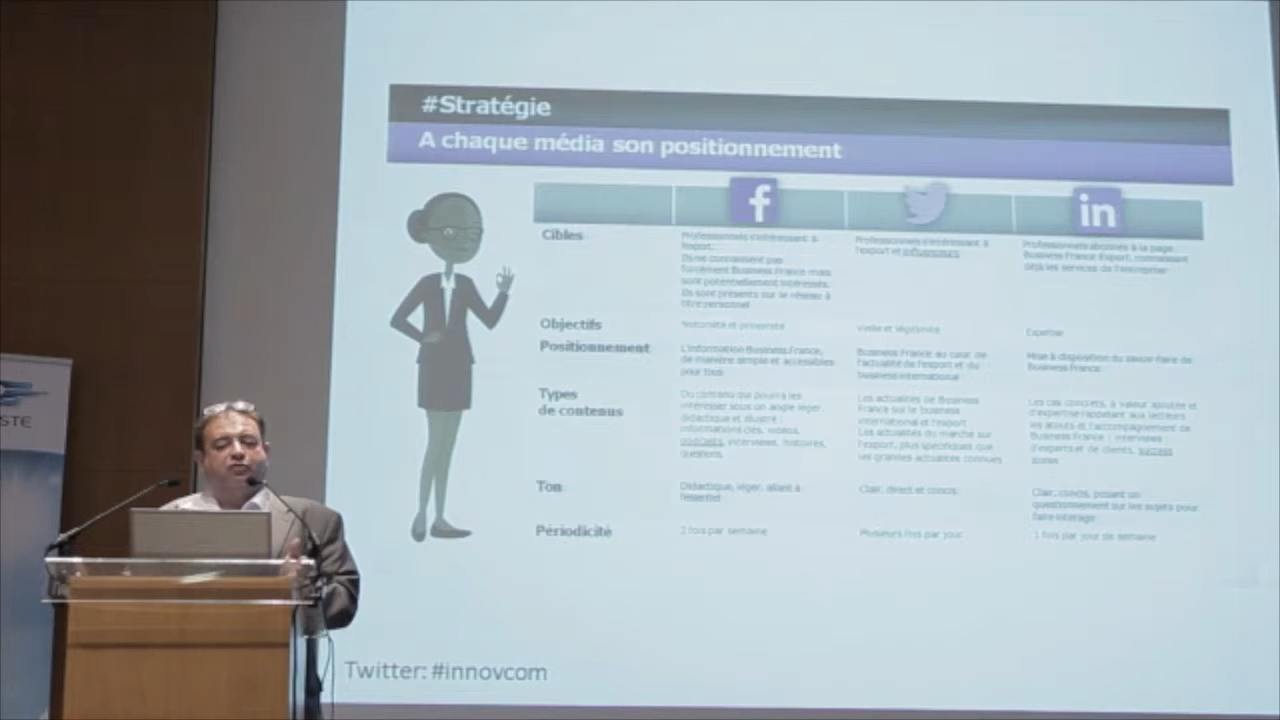 #Stratégie
A chaque média son positionnement
f
in
Cibles
Professionnels s'intéressant à
l'export.
Ils ne connaissent pas
forcément Business France mais
sont potentiellement intéressés.
Ils sont présents sur le réseau à
titre personnel
Professionnels s'intéressant à
l'export et influenceurs
Professionnels abonnés à la page
Business France Export, connaissant
déjà les services de l'entreprise
Objectifs
Notoriété et proximité
Veille et légitimité
Expertise
Positionnement
L'information Business France,
de manière simple et accessibles
pour tous
Business France au cœur de
l'actualité de l'export et du
business international
Mise à disposition du savoir-faire de
Business France
Types
de contenus
Du contenu qui pourra les
intéresser sous un angle léger,
didactique et illustré :
informations clés, vidéos,
podcasts, interviews, histoires,
questions.
Les actualités de Business
France sur le business
international et l'export
Les actualités du marché sur
l'export, plus spécifiques que
les grandes actualités connues
Les cas concrets, à valeur ajoutée et
d'expertise rappelant aux lecteurs
les atouts et l'accompagnement de
Business France : interviews
d'experts et de clients, success
stories
Ton
Didactique, léger, allant à
l'essentiel
Clair, direct et concis
Clair, concis, posant un
questionnement sur les sujets pour
faire interagir
Périodicité
2 fois par semaine
Plusieurs fois par jour
1 fois par jour de semaine
STE
Twitter: #innovcom